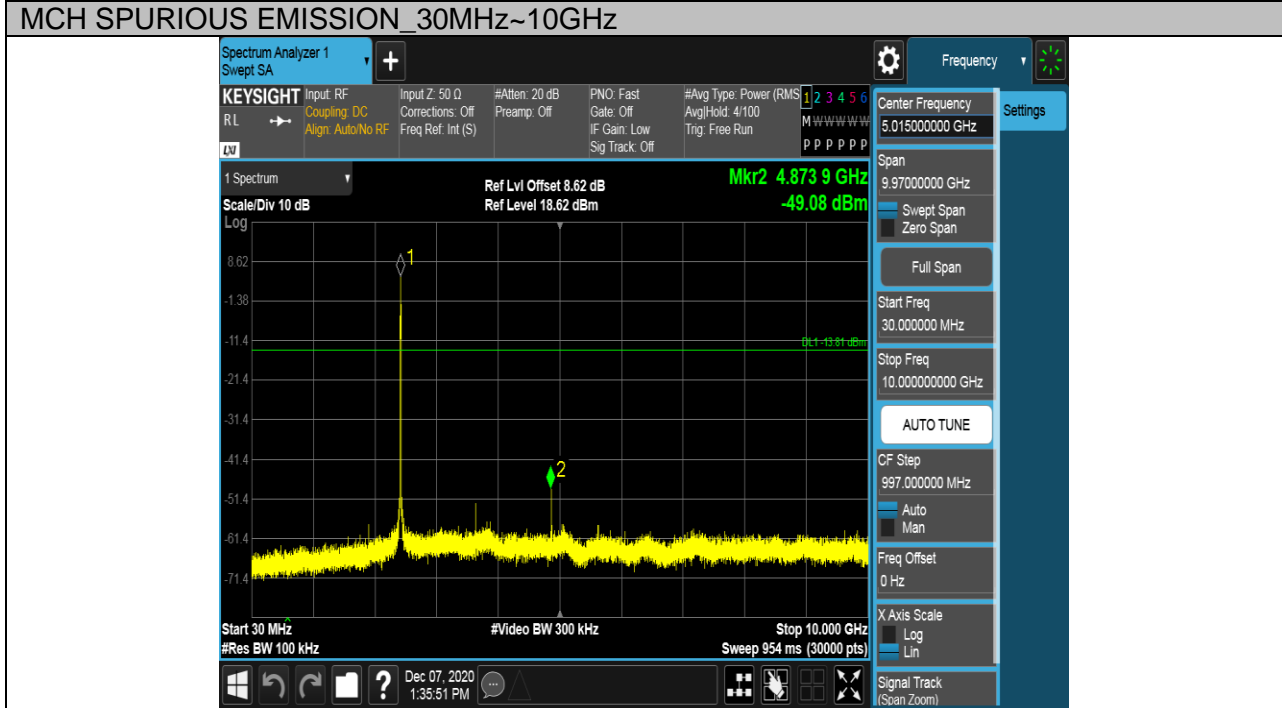 MCH SPURIOUS EMISSION_30MHz~10GHz
Spectrum Analyzer 1
Swept SA
Frequency
KEYSIGHT
RL
LXI
Input: RF
Coupling: DC
Align: Auto/No RF
Input Z: 50 Ω
Corrections: Off
Freq Ref: Int (S)
#Atten: 20 dB
Preamp: Off
PNO: Fast
Gate: Off
IF Gain: Low
Sig Track: Off
#Avg Type: Power (RMS
Avg|Hold: 4/100
Trig: Free Run
1 2 3 4 5 6
M W W W W W
P P P P P P
Center Frequency
5.015000000 GHz
Settings
1 Spectrum
Scale/Div 10 dB
Ref Lvl Offset 8.62 dB
Ref Level 18.62 dBm
Mkr2 4.873 9 GHz
-49.08 dBm
Log
8.62
-1.38
-11.4
-21.4
-31.4
-41.4
-51.4
-61.4
-71.4
1
2
DL1 -13.81 dBm
Start 30 MHz
#Res BW 100 kHz
#Video BW 300 kHz
Stop 10.000 GHz
Sweep 954 ms (30000 pts)
Span
9.97000000 GHz
Swept Span
Zero Span
Full Span
Start Freq
30.000000 MHz
Stop Freq
10.000000000 GHz
AUTO TUNE
CF Step
997.000000 MHz
Auto
Man
Freq Offset
0 Hz
X Axis Scale
Log
Lin
Signal Track
(Span Zoom)
?
Dec 07, 2020
1:35:51 PM